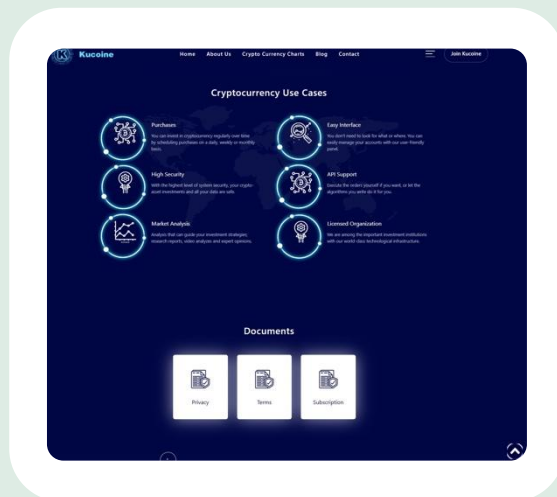 Kucoine
Home About Us Crypto Currency Charts Blog Contact
Join Kucoine
Cryptocurrency Use Cases
Purchases
You can invest in cryptocurrency regularly over time
by scheduling purchases on a daily, weekly or monthly
basis.
Easy Interface
You don't need to look for what or where. You can
easily manage your accounts with our user-friendly
panel.
High Security
With the highest level of system security, your crypto-
asset investments and all your data are safe.
API Support
Execute the orders yourself if you want, or let the
algorithms you write do it for you.
Market Analysis
Analysis that can guide your investment strategies;
research reports, video analyzes and expert opinions.
Licensed Organization
We are among the important investment institutions
with our world-class technological infrastructure.
Documents
Privacy
Terms
Subscription